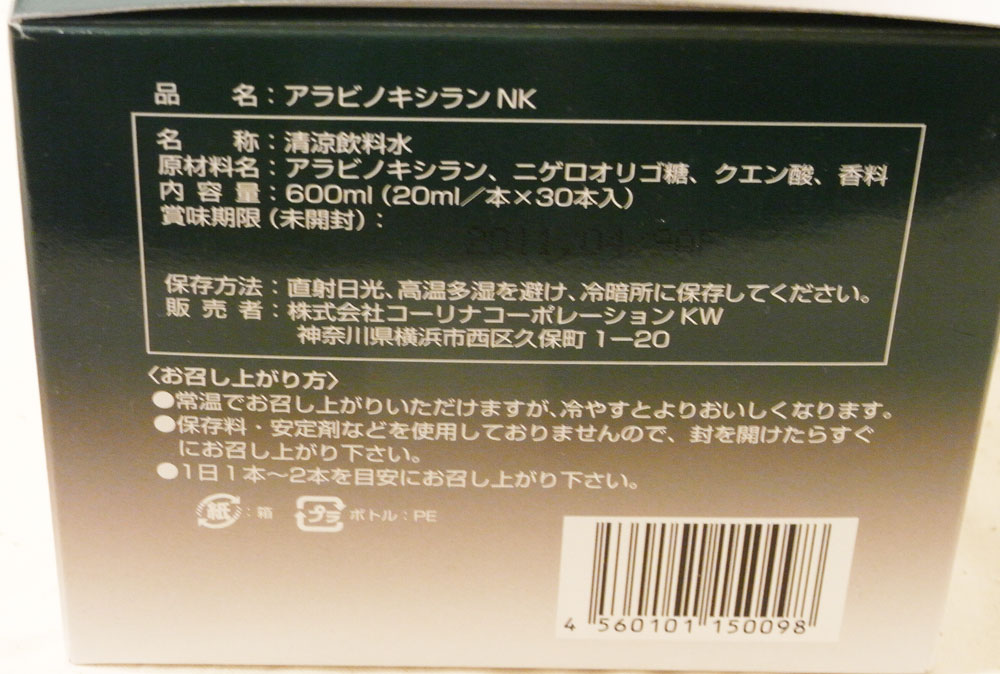 品　　名：アラビノキシランNK
名　　称：清涼飲料水
原材料名：アラビノキシラン、ニゲロオリゴ糖、クエン酸、香料
内 容 量：600ml（20ml／本×30本入）
賞味期限（未開封）：
2011.01
保存方法：直射日光、高温多湿を避け、冷暗所に保存してください。
販 売 者：株式会社コーリナコーポレーションKW
神奈川県横浜市西区久保町 1ー20
〈お召し上がり方〉
●常温でお召し上がりいただけますが、冷やすとよりおいしくなります。
●保存料・安定剤などを使用しておりませんので、封を開けたらすぐ
にお召し上がり下さい。
●1日1本～2本を目安にお召し上がり下さい。
紙：箱　プラ ボトル：PE
4 560101 150098